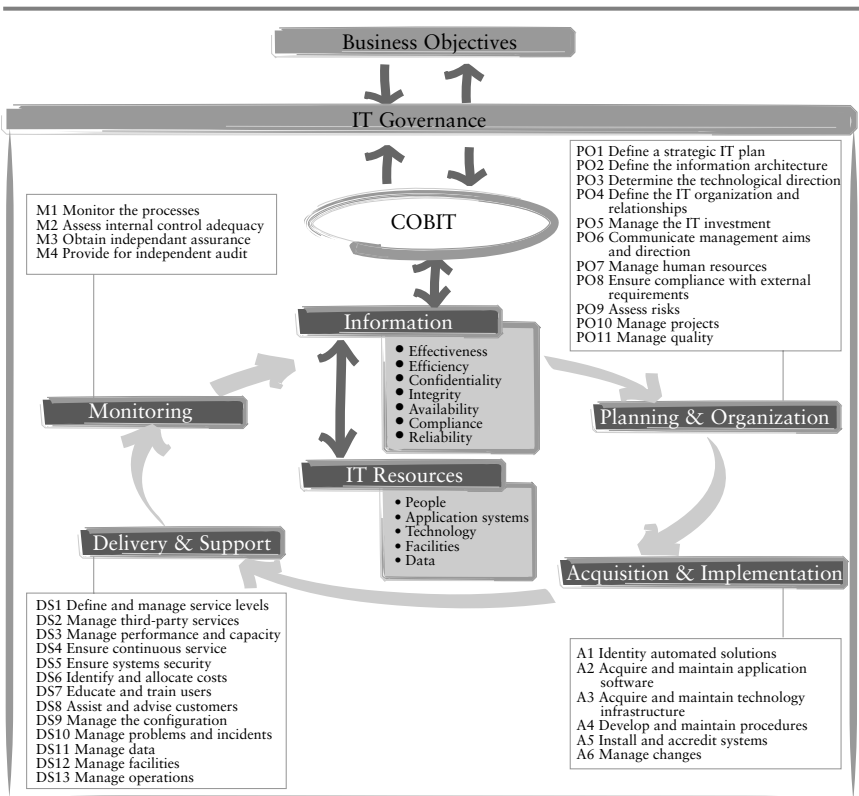 Business Objectives
IT Governance
COBIT
M1 Monitor the processes
M2 Assess internal control adequacy
M3 Obtain independant assurance
M4 Provide for independent audit
PO1 Define a strategic IT plan
PO2 Define the information architecture
PO3 Determine the technological direction
PO4 Define the IT organization and
relationships
PO5 Manage the IT investment
PO6 Communicate management aims
and direction
PO7 Manage human resources
PO8 Ensure compliance with external
requirements
PO9 Assess risks
PO10 Manage projects
PO11 Manage quality
Information
• Effectiveness
• Efficiency
• Confidentiality
• Integrity
• Availability
• Compliance
• Reliability
Monitoring
Planning & Organization
IT Resources
• People
• Application systems
• Technology
• Facilities
• Data
Delivery & Support
Acquisition & Implementation
DS1 Define and manage service levels
DS2 Manage third-party services
DS3 Manage performance and capacity
DS4 Ensure continuous service
DS5 Ensure systems security
DS6 Identify and allocate costs
DS7 Educate and train users
DS8 Assist and advise customers
DS9 Manage the configuration
DS10 Manage problems and incidents
DS11 Manage data
DS12 Manage facilities
DS13 Manage operations
A1 Identity automated solutions
A2 Acquire and maintain application
software
A3 Acquire and maintain technology
infrastructure
A4 Develop and maintain procedures
A5 Install and accredit systems
A6 Manage changes